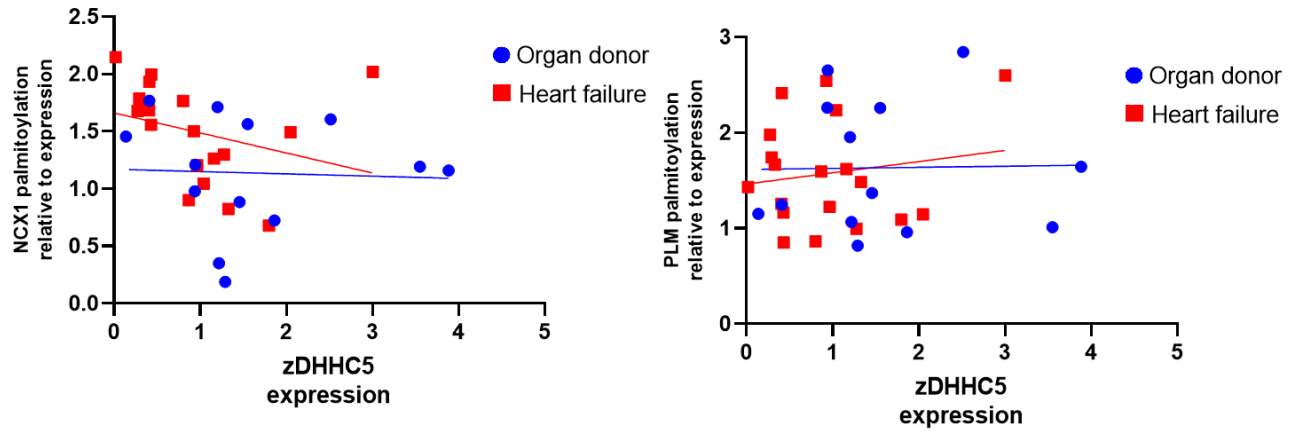 NCX1 palmitoylation
relative to expression
2.5
2.0
1.5
1.0
0.5
0.0
0 1 2 3 4 5
zDHHC5
expression
Organ donor
Heart failure
PLM palmitoylation
relative to expression
3
2
1
0
0 1 2 3 4 5
zDHHC5
expression
Organ donor
Heart failure